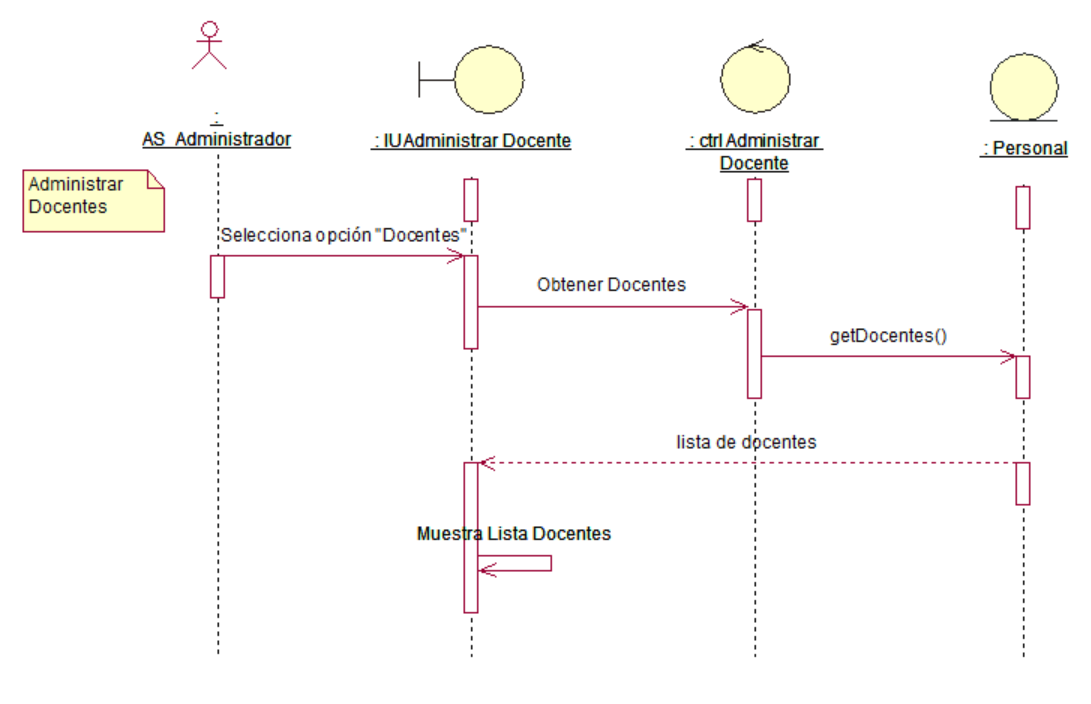 :
AS_Administrador
: IUAdministrar Docente
: ctrl Administrar
Docente
: Personal
Administrar
Docentes
Selecciona opción "Docentes"
Obtener Docentes
getDocentes()
lista de docentes
Muestra Lista Docentes